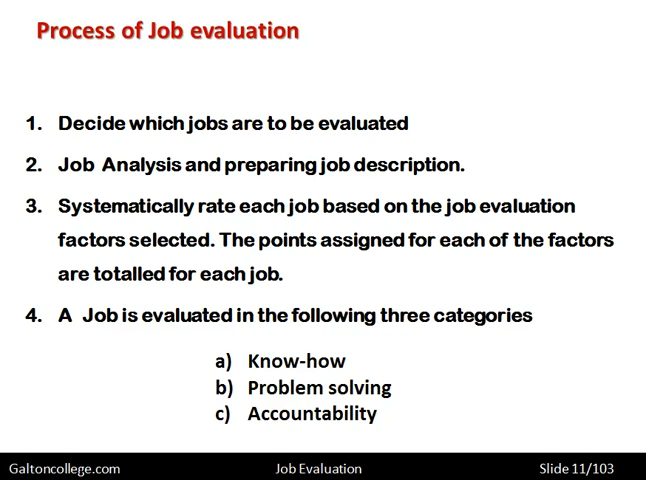 Process of Job evaluation
1. Decide which jobs are to be evaluated
2. Job Analysis and preparing job description.
3. Systematically rate each job based on the job evaluation
factors selected. The points assigned for each of the factors
are totalled for each job.
4. A Job is evaluated in the following three categories
a) Know-how
b) Problem solving
c) Accountability
Galtoncollege.com Job Evaluation Slide 11/103